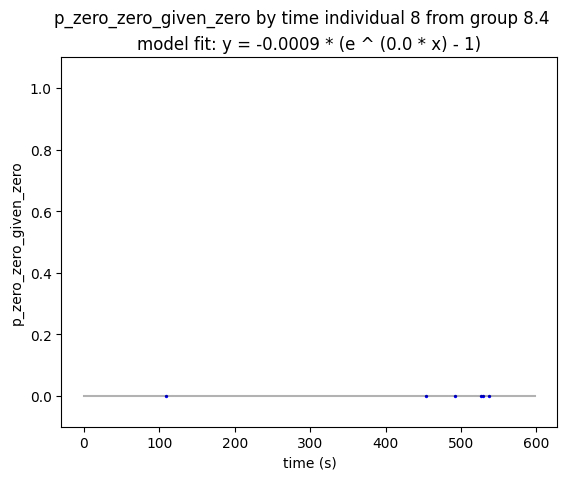 p_zero_zero_given_zero by time individual 8 from group 8.4
model fit: y = -0.0009 * (e ^ (0.0 * x) - 1)
1.0
0.8
0.6
0.4
0.2
0.0
p_zero_zero_given_zero
0 100 200 300 400 500 600
time (s)